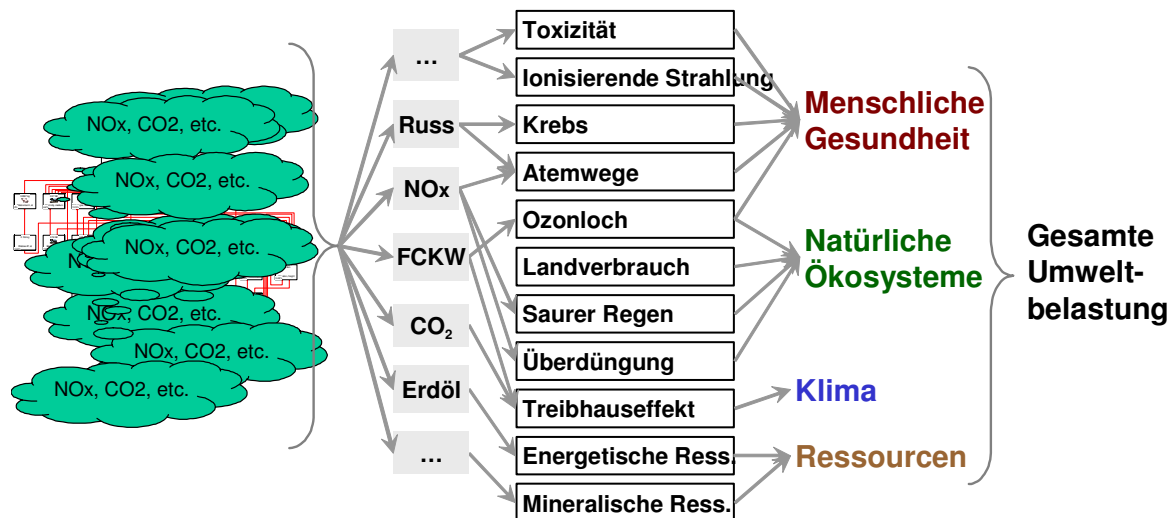 NOx, CO2, etc.
NOx, CO2, etc.
NOx, CO2, etc.
NOx, CO2, etc.
NOx, CO2, etc.
NOx, CO2, etc.
...
Russ
NOx
FCKW
CO₂
Erdöl
...
Toxizität
Ionisierende Strahlung
Krebs
Atemwege
Ozonloch
Landverbrauch
Saurer Regen
Überdüngung
Treibhauseffekt
Energetische Ress.
Mineralische Ress.
Menschliche
Gesundheit
Natürliche
Ökosysteme
Klima
Ressourcen
Gesamte
Umwelt-
belastung